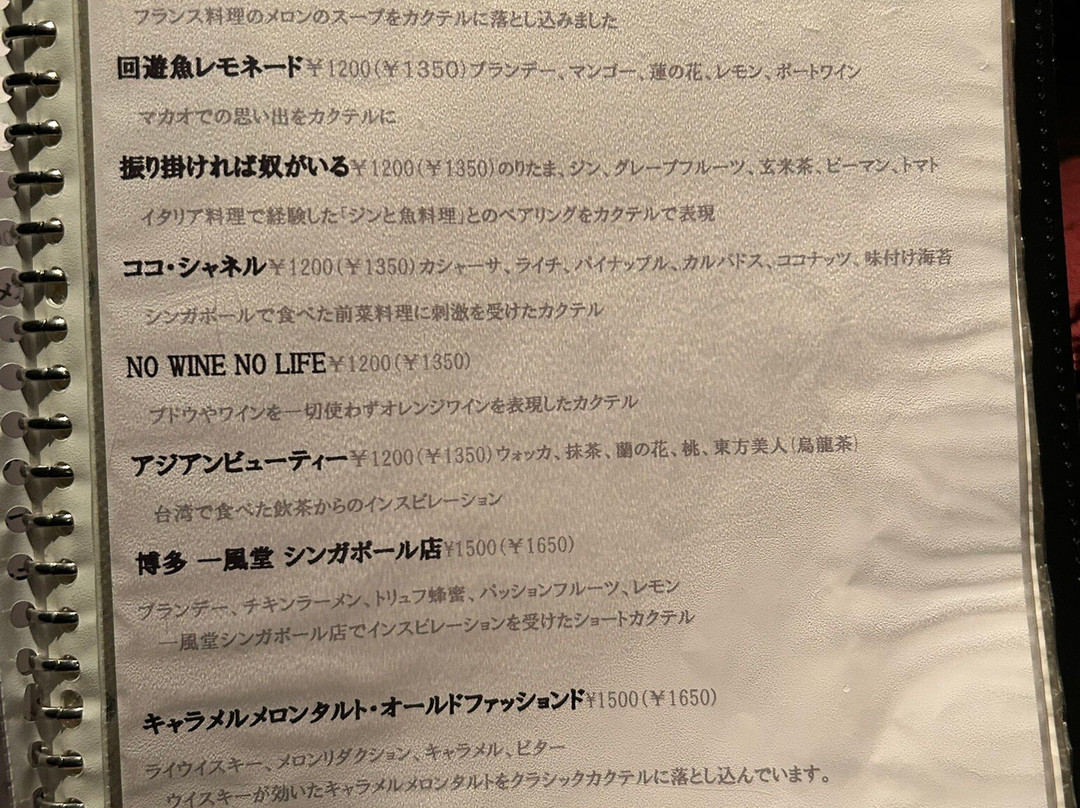 フランス料理のメロンのスープをカクテルに落とし込みました
回遊魚レモネード¥1200(¥1350)ブランデー、マンゴー、蓮の花、レモン、ポートワイン
マカオでの思い出をカクテルに
振り掛ければ奴がいる¥1200(¥1350)のりたま、ジン、グレープフルーツ、玄米茶、ピーマン、トマト
イタリア料理で経験した「ジンと魚料理」とのペアリングをカクテルで表現
ココ・シャネル¥1200(¥1350)カシャーサ、ライチ、パイナップル、カルバドス、ココナッツ、味付け海苔
シンガポールで食べた前菜料理に刺激を受けたカクテル
NO WINE NO LIFE¥1200(¥1350)
ブドウやワインを一切使わずオレンジワインを表現したカクテル
アジアンビューティー¥1200(¥1350)ウォッカ、抹茶、蘭の花、桃、東方美人(烏龍茶)
台湾で食べた飲茶からのインスピレーション
博多 一風堂 シンガポール店¥1500(¥1650)
ブランデー、チキンラーメン、トリュフ蜂蜜、パッションフルーツ、レモン
一風堂シンガポール店でインスピレーションを受けたショートカクテル
キャラメルメロンタルト・オールドファッションド¥1500(¥1650)
ライウイスキー、メロンリダクション、キャラメル、ビター
ウイスキーが効いたキャラメルメロンタルトをクラシックカクテルに落とし込んでいます。